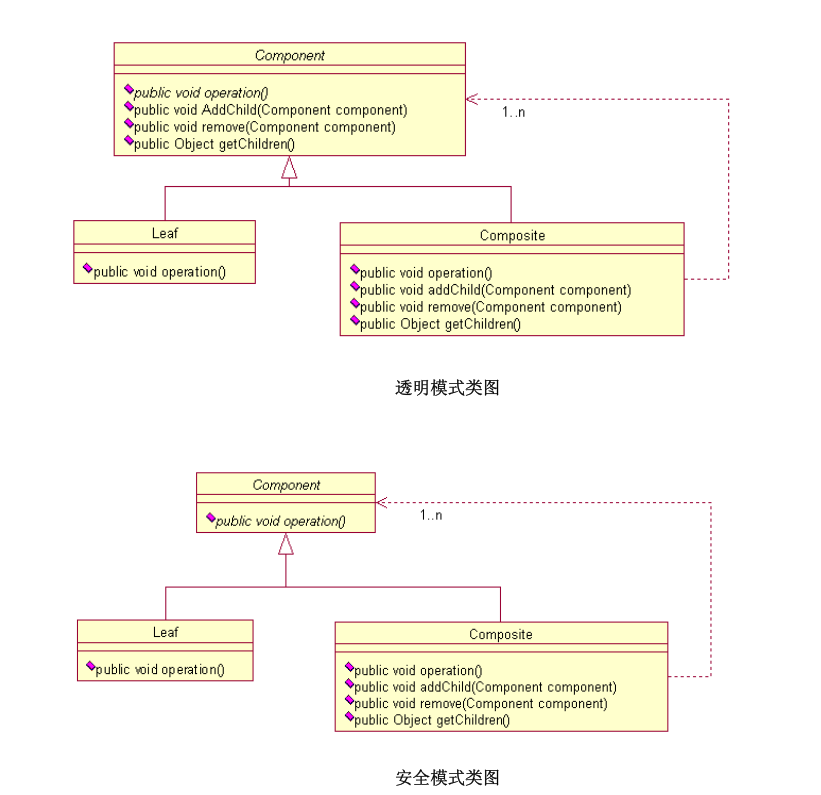 Component
public void operation()
public void AddChild(Component component)
public void remove(Component component)
public Object getChildren()
1..n
Leaf
public void operation()
Composite
public void operation()
public void addChild(Component component)
public void remove(Component component)
public Object getChildren()
透明模式类图
Component
public void operation()
1..n
Leaf
public void operation()
Composite
public void operation()
public void addChild(Component component)
public void remove(Component component)
public Object getChildren()
安全模式类图